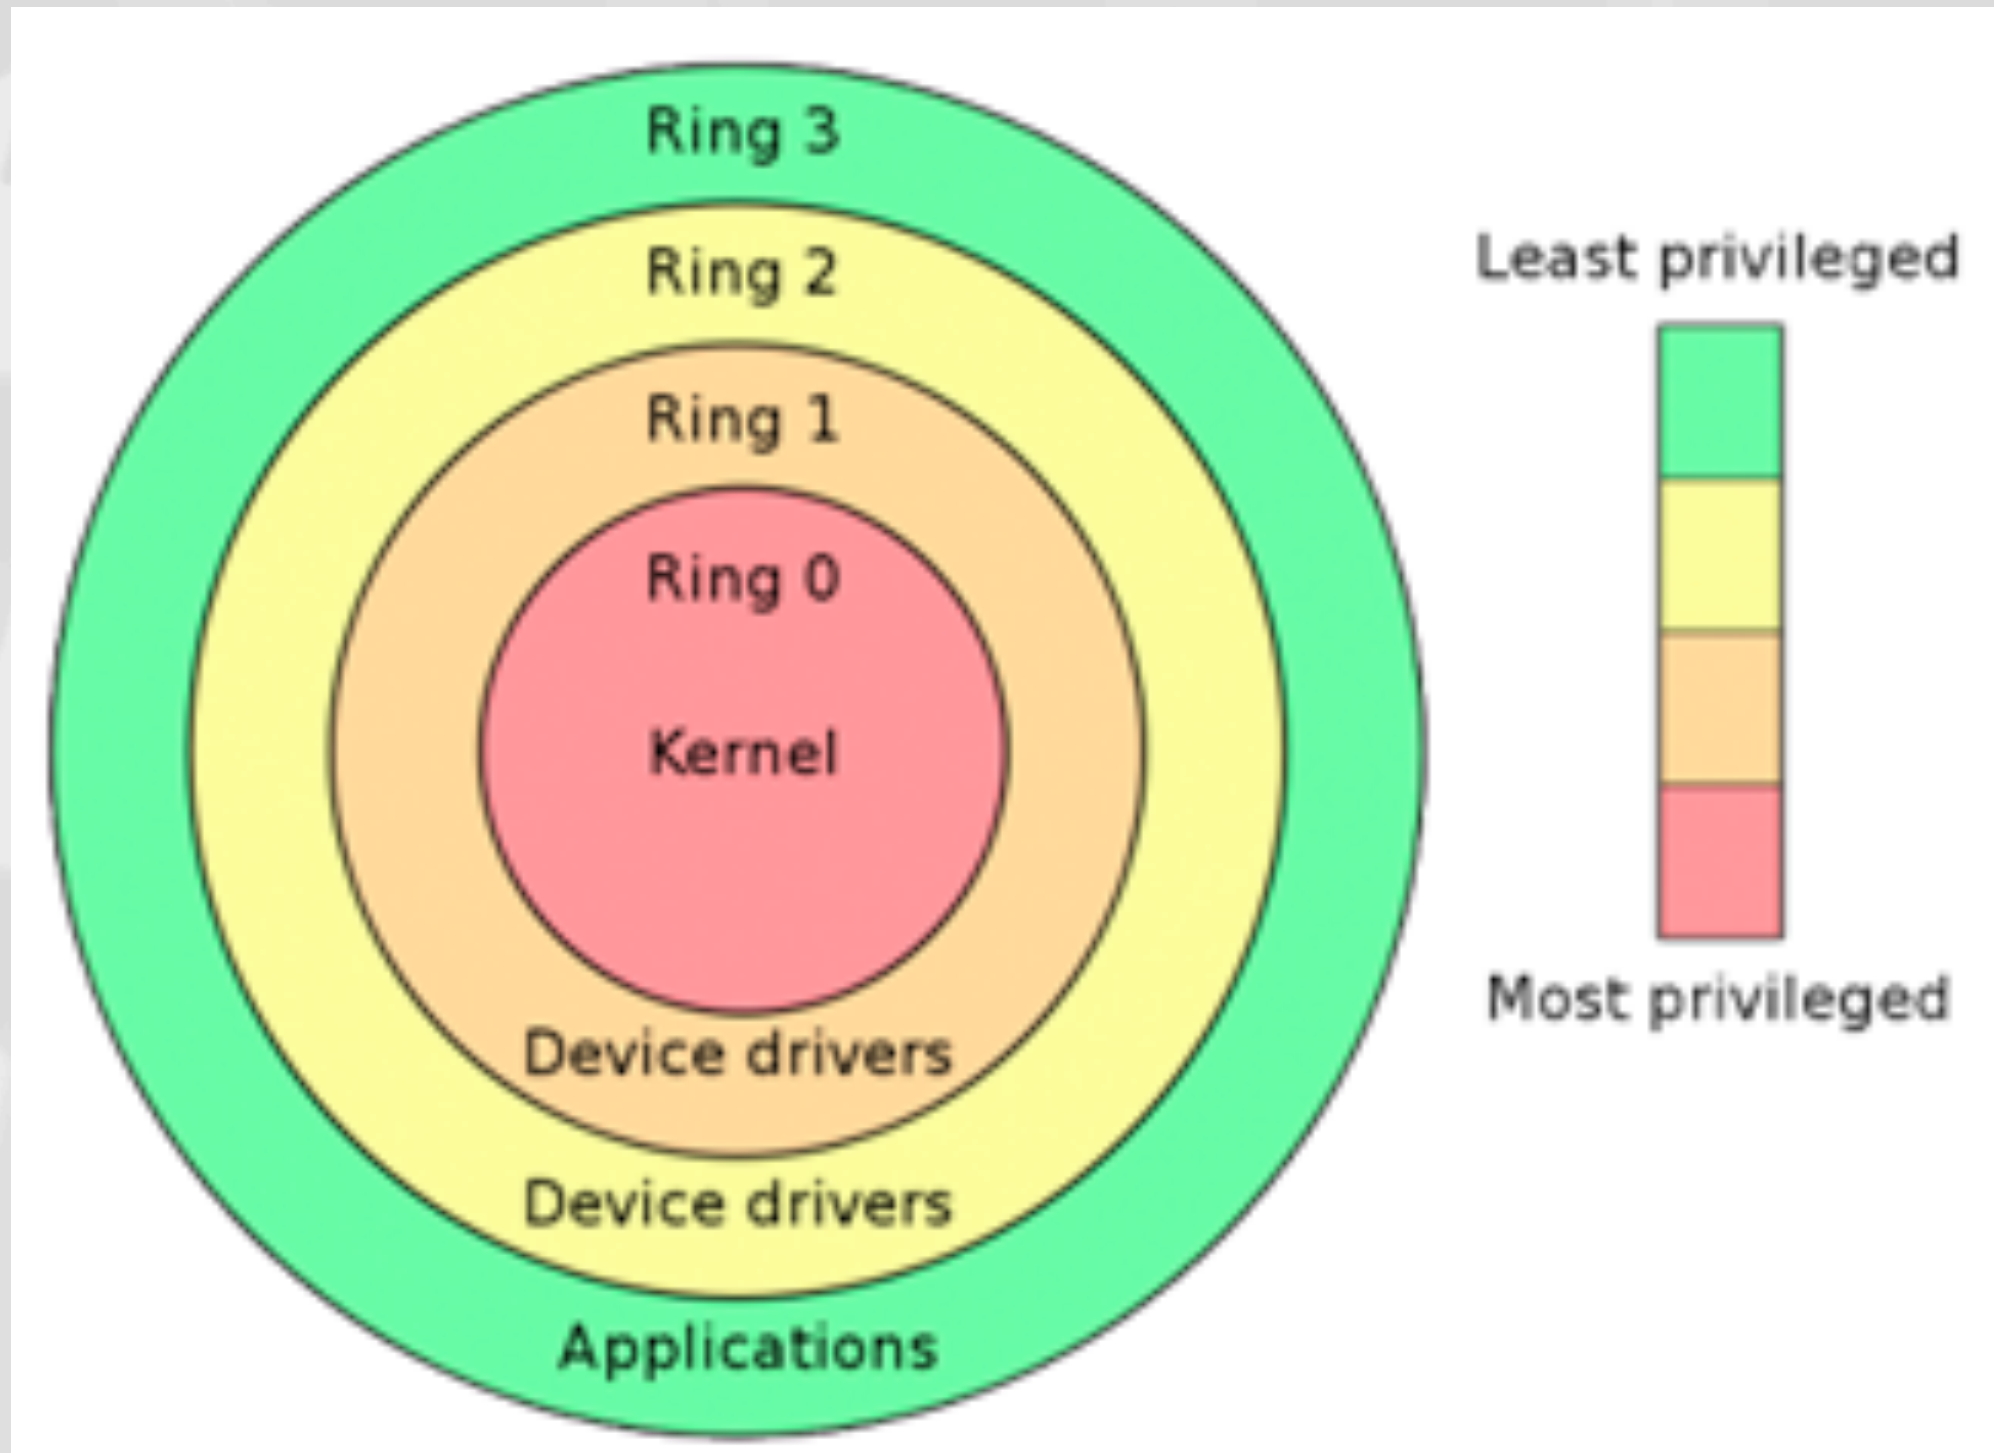 Ring 3
Ring 2
Ring 1
Ring 0
Kernel
Device drivers
Device drivers
Applications
Least privileged
Most privileged